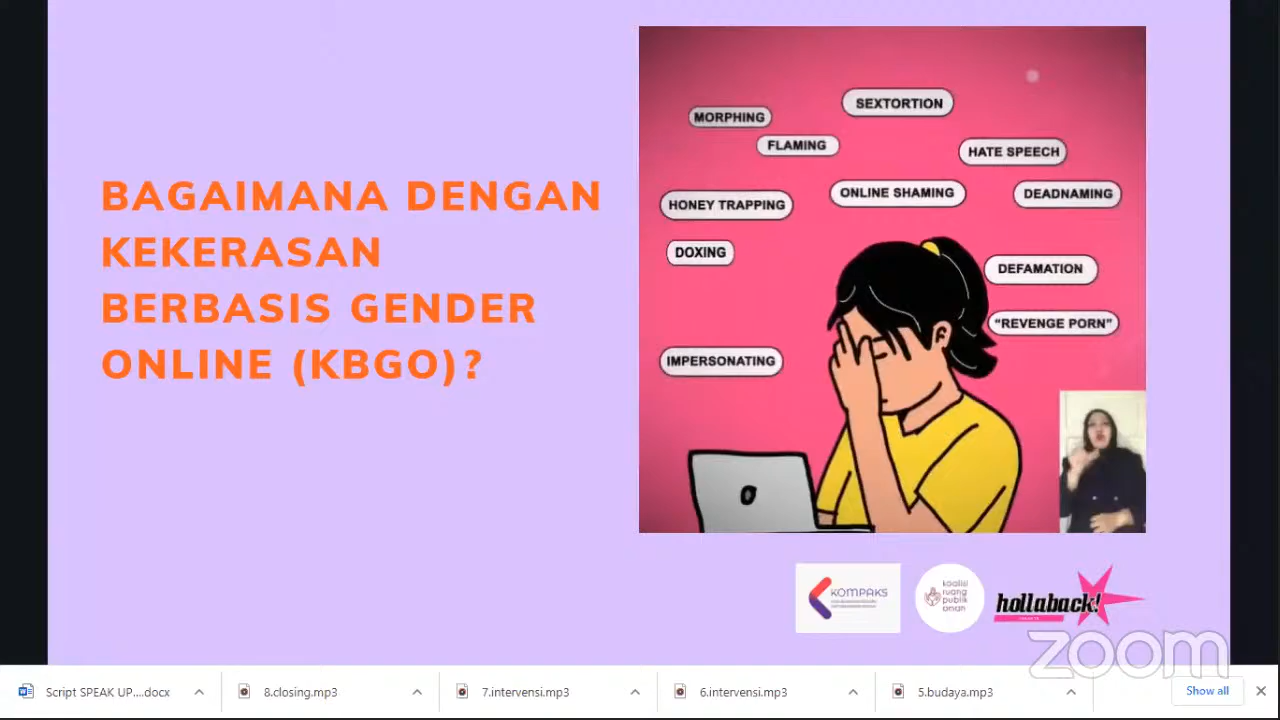 BAGAIMANA DENGAN
KEKERASAN
BERBASIS GENDER
ONLINE (KBGO)?
SEXTORTION
MORPHING
FLAMING
HATE SPEECH
ONLINE SHAMING
DEADNAMING
HONEY TRAPPING
DOXING
DEFAMATION
"REVENGE PORN"
IMPERSONATING
KOMPAKS
koalisi
ruang
publik
aman
hollaback!
zoom
Script SPEAK UP....docx
8.closing.mp3
7.intervensi.mp3
6.intervensi.mp3
5.budaya.mp3
Show all